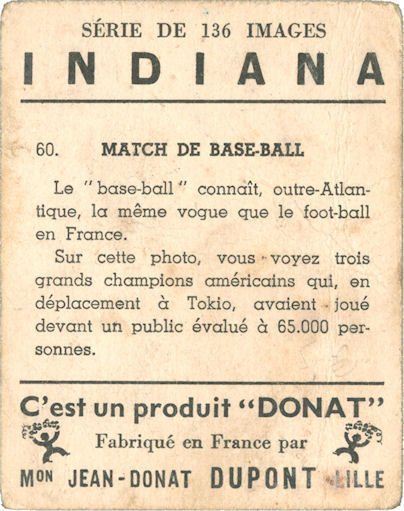 SÉRIE DE 136 IMAGES
INDIANA
60. MATCH DE BASE-BALL
Le "base-ball" connaît, outre-Atlan-
tique, la même vogue que le foot-ball
en France.
Sur cette photo, vous voyez trois
grands champions américains qui, en
déplacement à Tokio, avaient joué
devant un public évalué à 65.000 per-
sonnes.
C'est un produit "DONAT"
Fabriqué en France par
MON JEAN-DONAT DUPONT LILLE